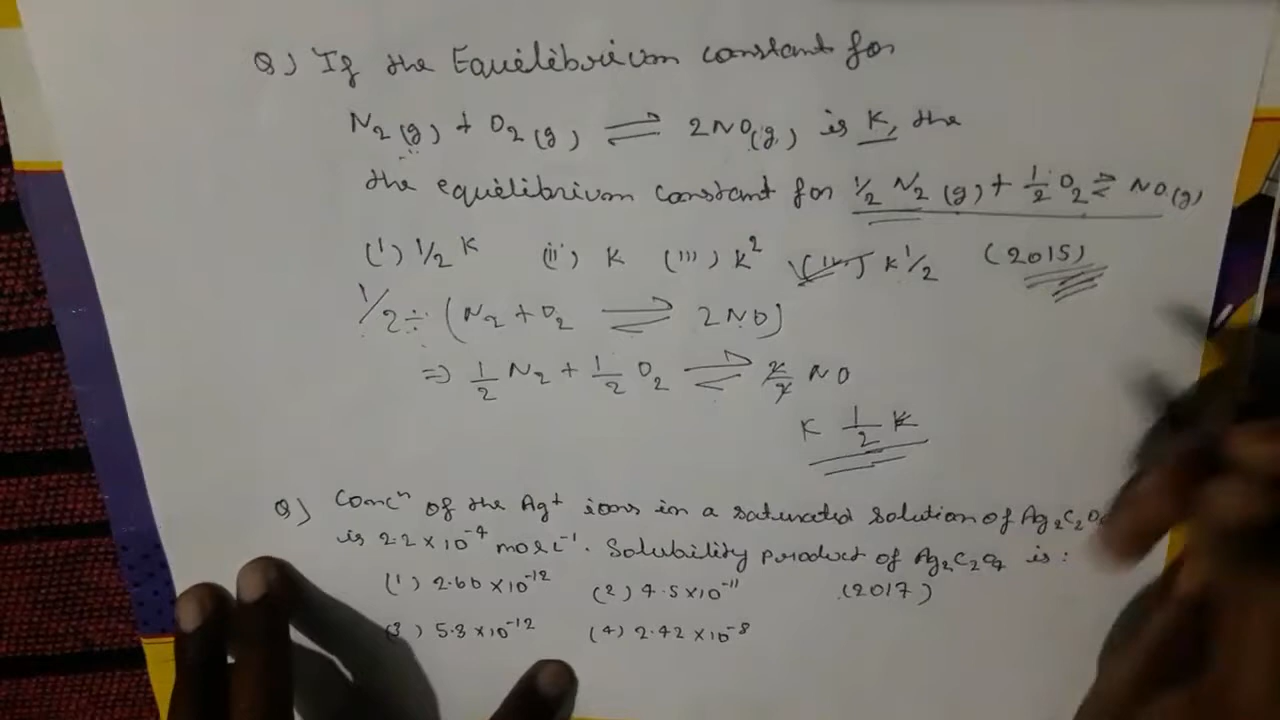 Q) If the Equilibrium constant for
N₂(g) + O₂(g) ⇌ 2NO(g) is K, the
the equilibrium constant for ½ N₂ (g) + ½ O₂ ⇌ NO(g)
(i) ½ K (ii) K (iii) K² (iv) K½ (2015)
½ ÷ (N₂ + O₂ ⇌ 2NO)
⇒ ½ N₂ + ½ O₂ ⇌ 2/2 NO
K ½ K
Q) Concⁿ of the Ag⁺ ions in a saturated solution of Ag₂C₂O₄
is 2.2 × 10⁻⁴ mol L⁻¹. Solubility product of Ag₂C₂O₄ is:
(1) 2.66 × 10⁻¹² (2) 4.5 × 10⁻¹¹ (2017)
(3) 5.3 × 10⁻¹² (4) 2.42 × 10⁻⁸